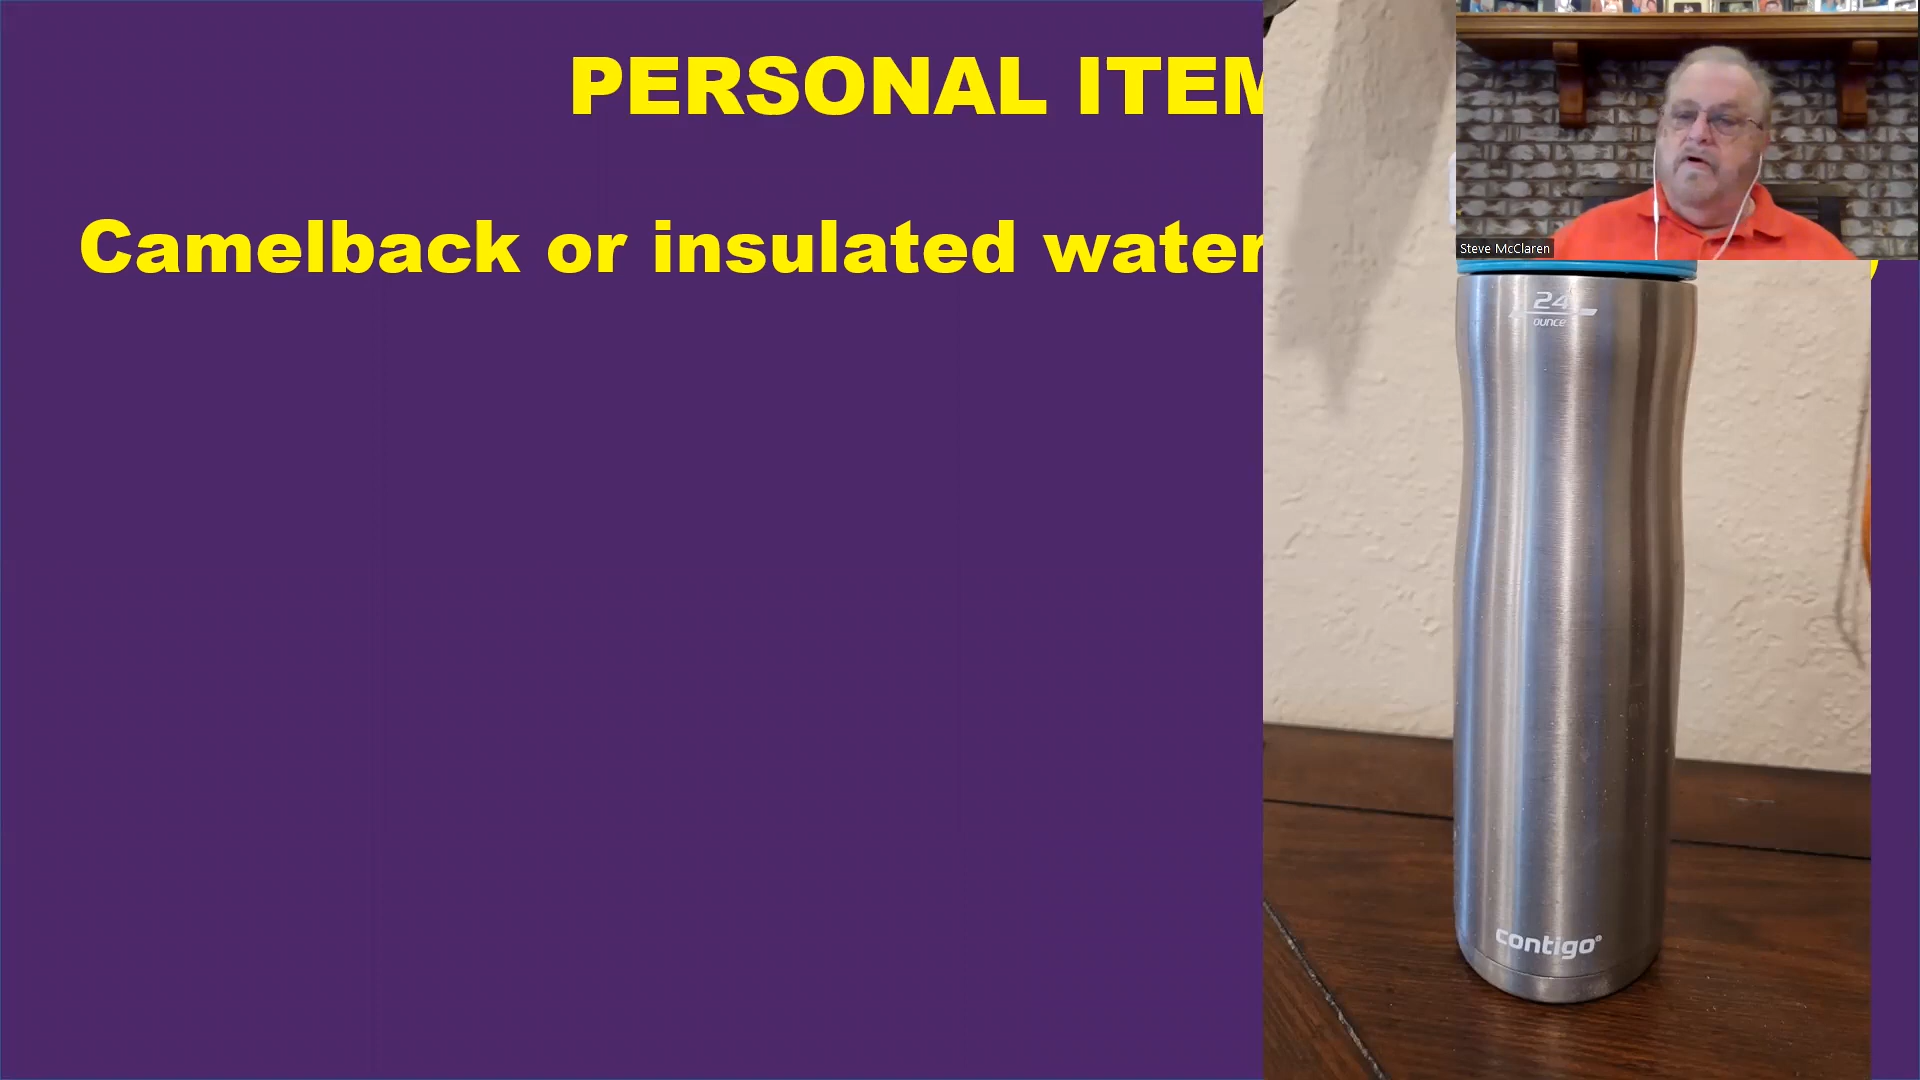 PERSONAL ITEM
Camelback or insulated water
Steve McClaren
24
ounce
contigo®